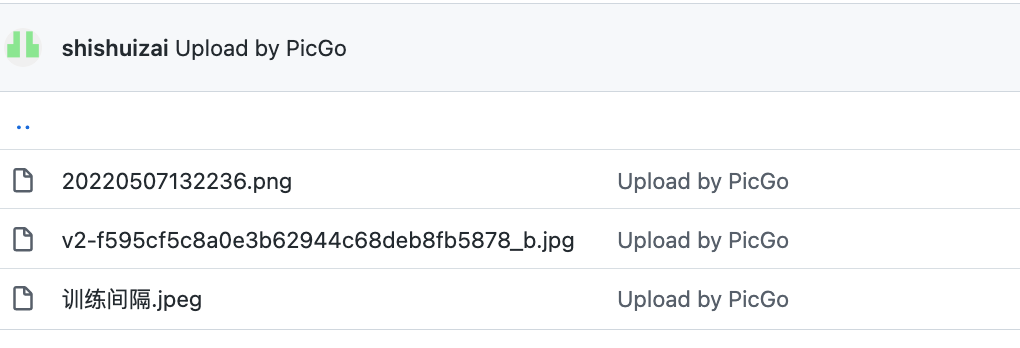 shishuizai Upload by PicGo
..
20220507132236.png Upload by PicGo
v2-f595cf5c8a0e3b62944c68deb8fb5878_b.jpg Upload by PicGo
训练间隔.jpeg Upload by PicGo